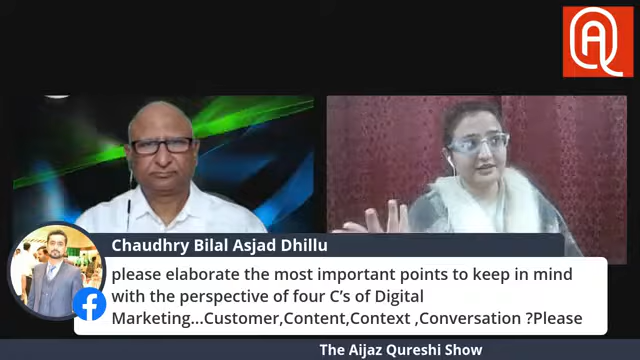 Chaudhry Bilal Asjad Dhillu
please elaborate the most important points to keep in mind
with the perspective of four C’s of Digital
Marketing...Customer,Content,Context ,Conversation ?Please
The Aijaz Qureshi Show